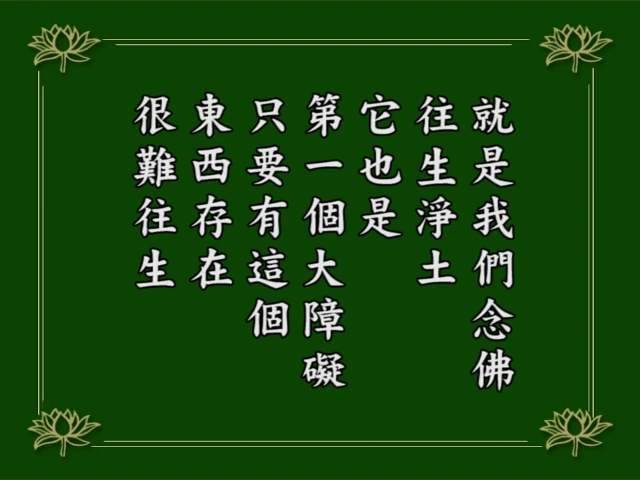 就是我們念佛
往生淨土
它也是
第一個大障礙
只要有這個
東西存在
很難往生